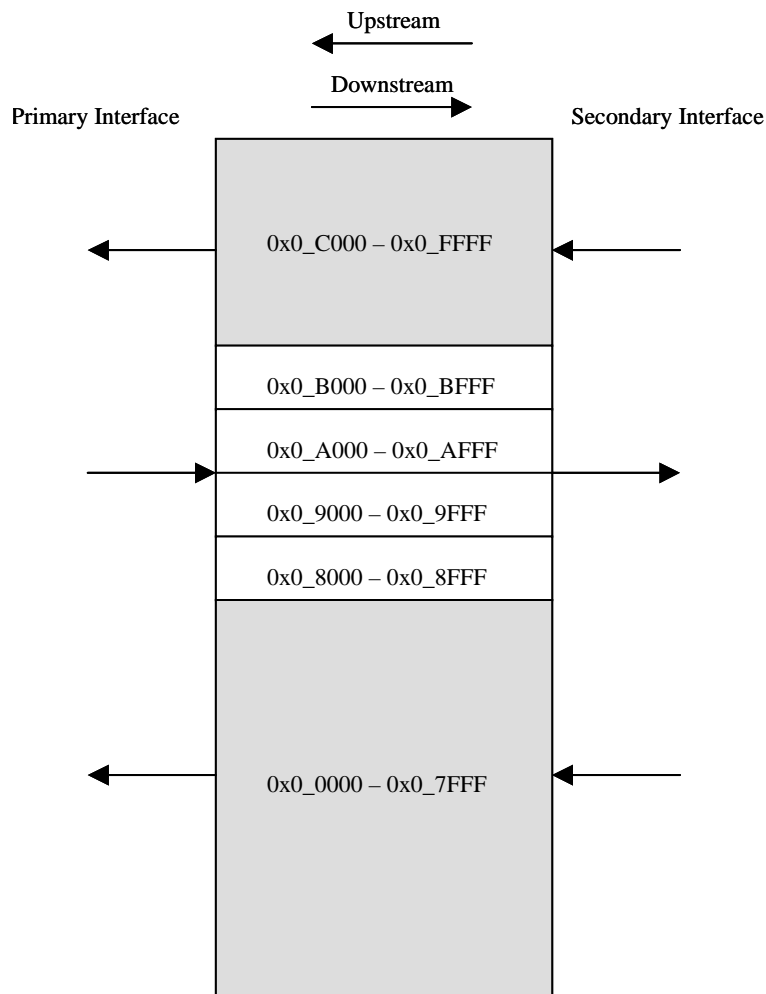 Upstream
Downstream
Primary Interface
Secondary Interface
0x0_C000 – 0x0_FFFF
0x0_B000 – 0x0_BFFF
0x0_A000 – 0x0_AFFF
0x0_9000 – 0x0_9FFF
0x0_8000 – 0x0_8FFF
0x0_0000 – 0x0_7FFF